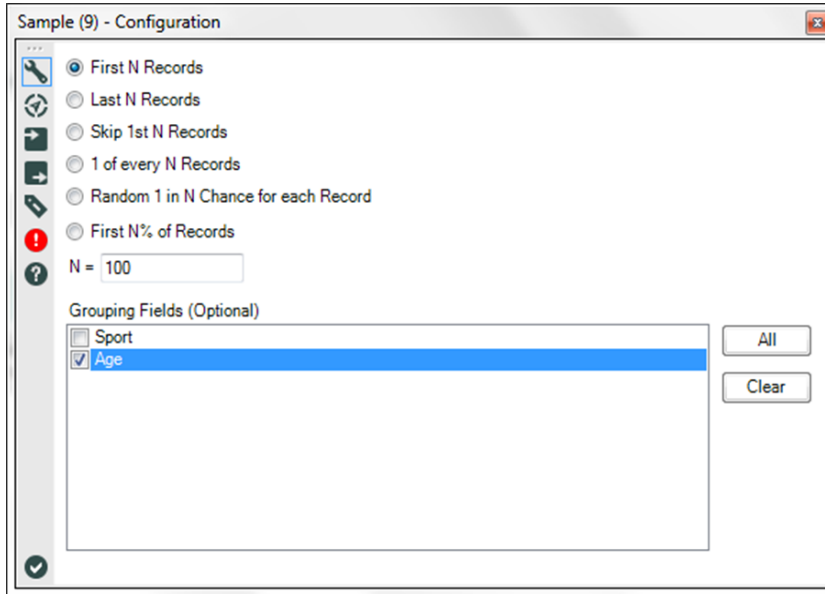 Sample (9) - Configuration
First N Records
Last N Records
Skip 1st N Records
1 of every N Records
Random 1 in N Chance for each Record
First N% of Records
N = 100
Grouping Fields (Optional)
Sport
Age
All
Clear